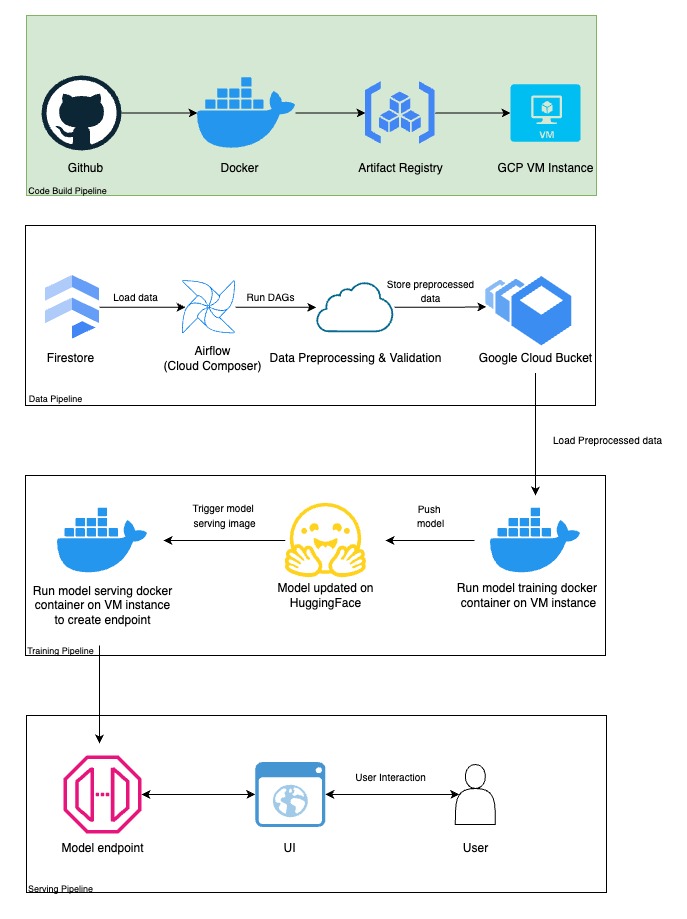 VM
Github
Docker
Artifact Registry
GCP VM Instance
Code Build Pipeline
Load data
Run DAGs
Store preprocessed
data
Firestore
Airflow
(Cloud Composer)
Data Preprocessing & Validation
Google Cloud Bucket
Data Pipeline
Load Preprocessed data
Trigger model
serving image
Push
model
Run model serving docker
container on VM instance
to create endpoint
Model updated on
HuggingFace
Run model training docker
container on VM instance
Training Pipeline
User Interaction
Model endpoint
UI
User
Serving Pipeline